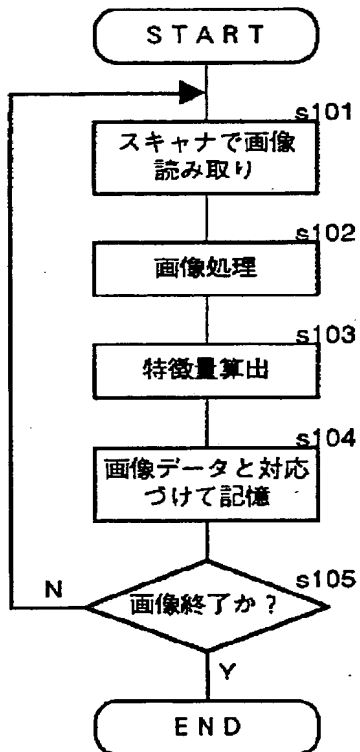 START
s101
スキャナで画像
読み取り
s102
画像処理
s103
特徴量算出
s104
画像データと対応
づけて記憶
s105
画像終了か?
N
Y
END